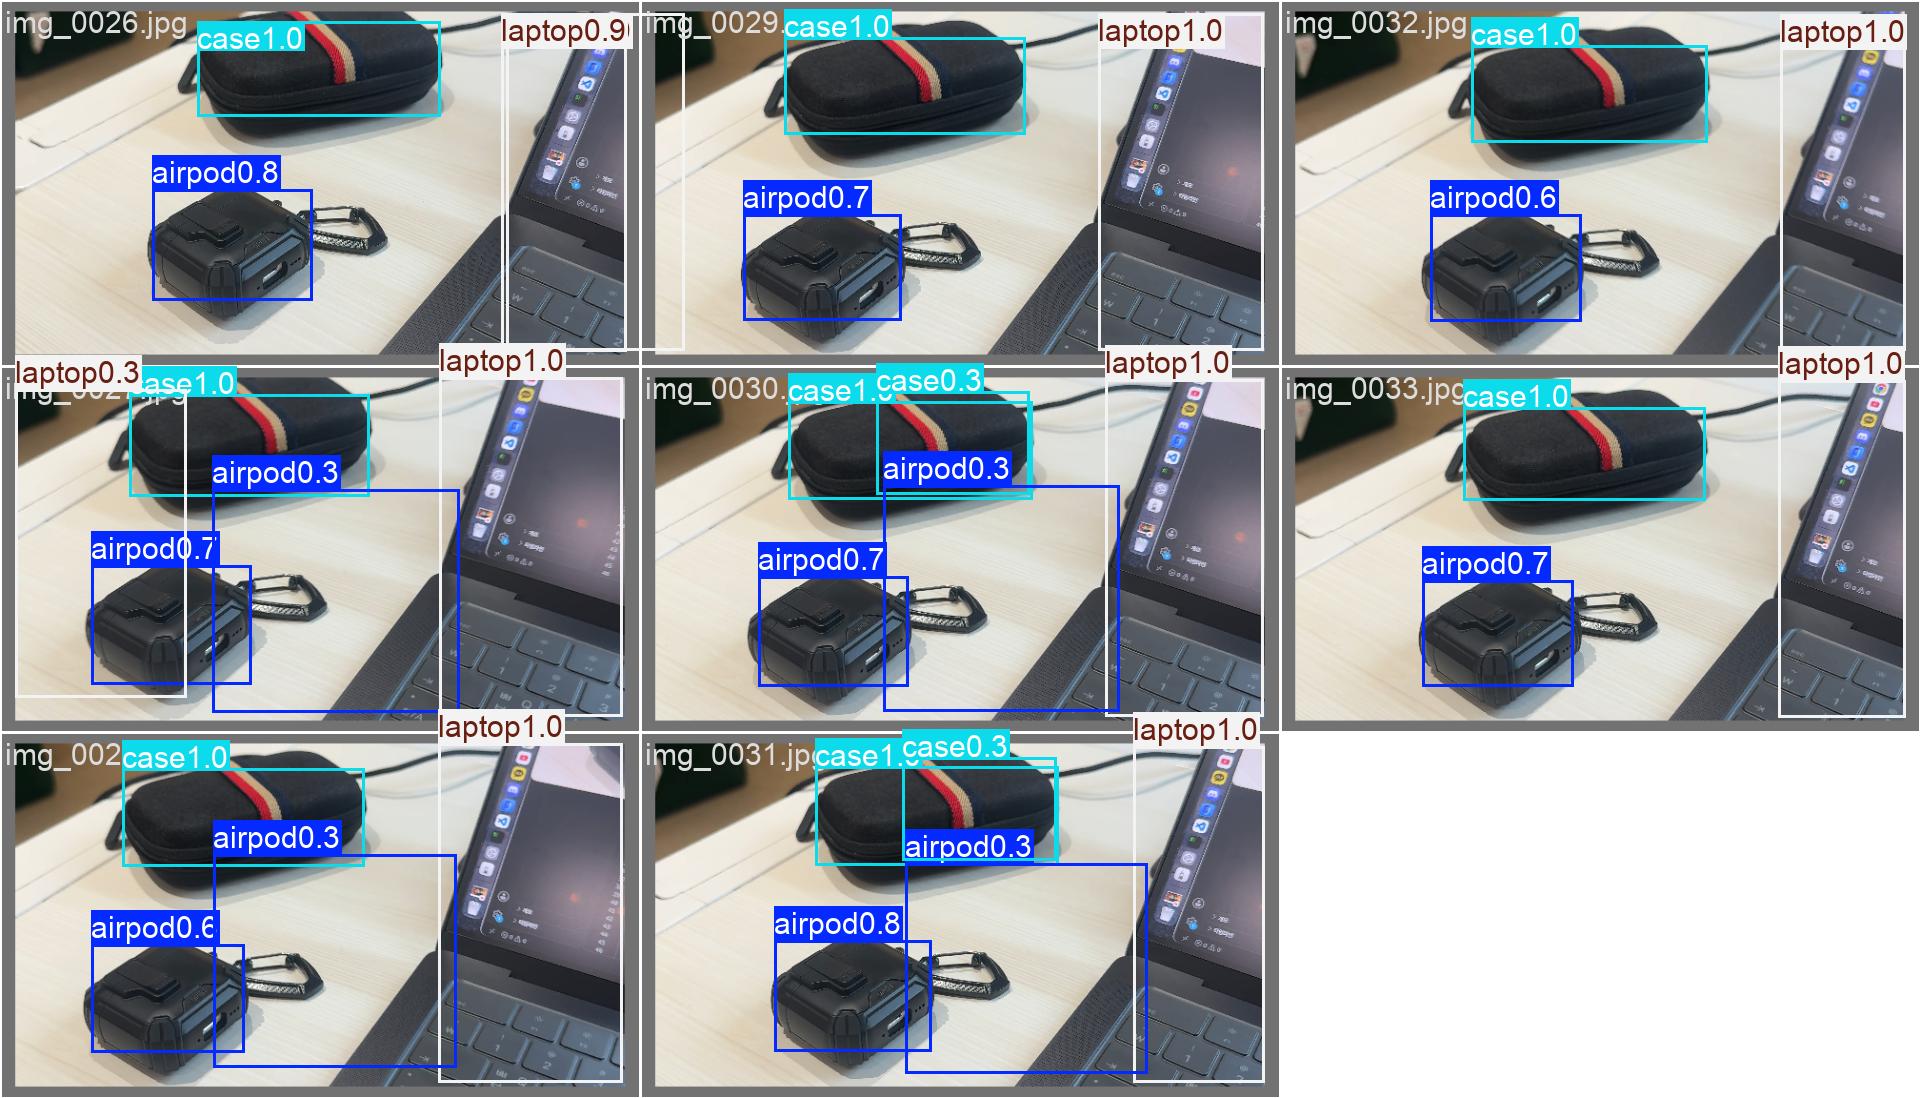 img_0026.jpg
case1.0
laptop0.9
airpod0.8
img_0029.
case1.0
laptop1.0
airpod0.7
img_0032.jpg
case1.0
laptop1.0
airpod0.6
laptop0.3
case1.0
laptop1.0
airpod0.3
airpod0.7
img_0030.
case1.
case0.3
laptop1.0
airpod0.3
airpod0.7
img_0033.jpg
case1.0
laptop1.0
airpod0.7
img_002
case1.0
laptop1.0
airpod0.3
airpod0.6
img_0031.jpg
case1.
case0.3
laptop1.0
airpod0.3
airpod0.8